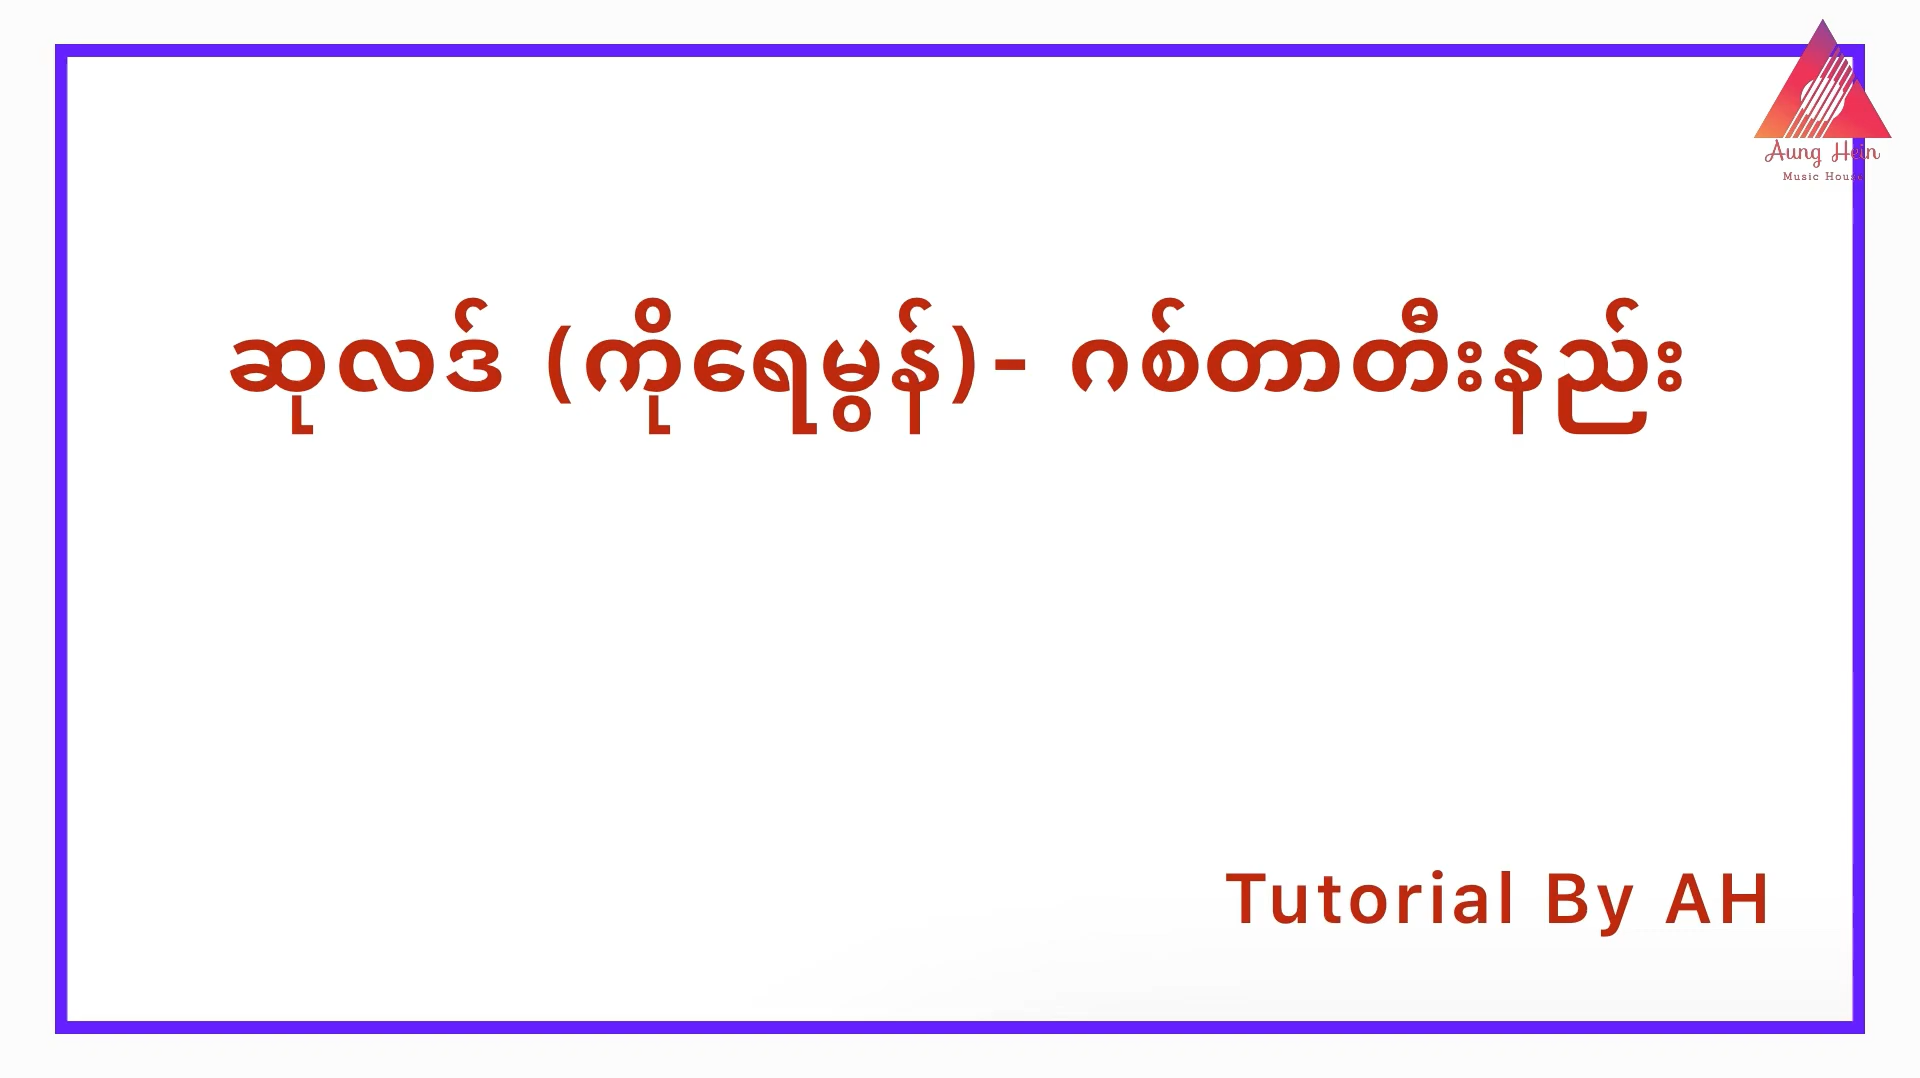 Aung Hein
Music House
ဆုလဒ် (ကိုရေမွန်)- ဂစ်တာတီးနည်း
Tutorial By AH